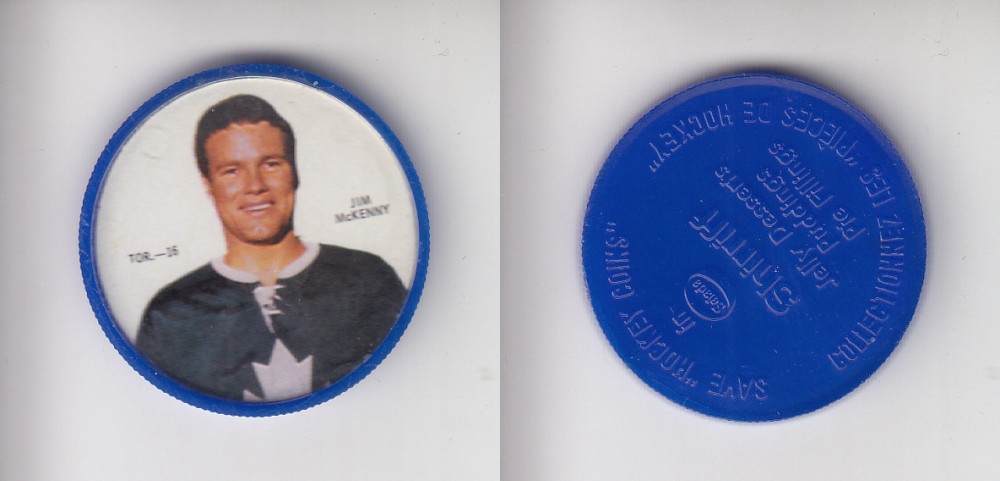 JIM
McKENNY
TOR.—16
COLLECTIONNEZ LES "PIÈCES DE HOCKEY"
SAVE "HOCKEY COINS"
in
Salada
Shirriff
Jelly Desserts
Puddings
Pie Fillings